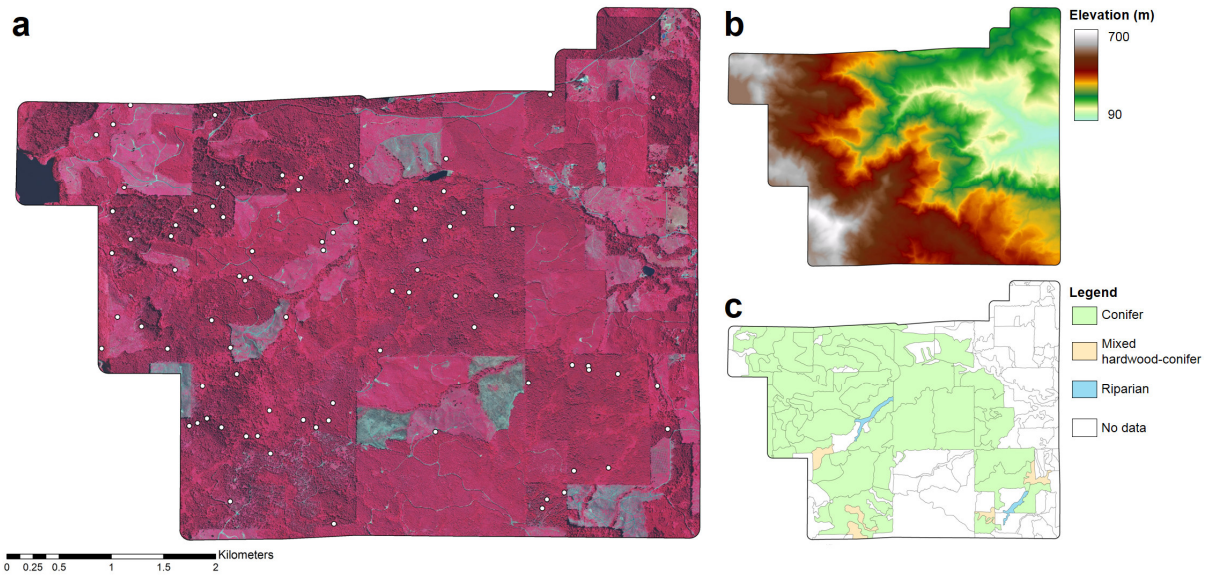 a
b
Elevation (m)
700
90
c
Legend
Conifer
Mixed
hardwood-conifer
Riparian
No data
Kilometers
0 0.25 0.5 1 1.5 2